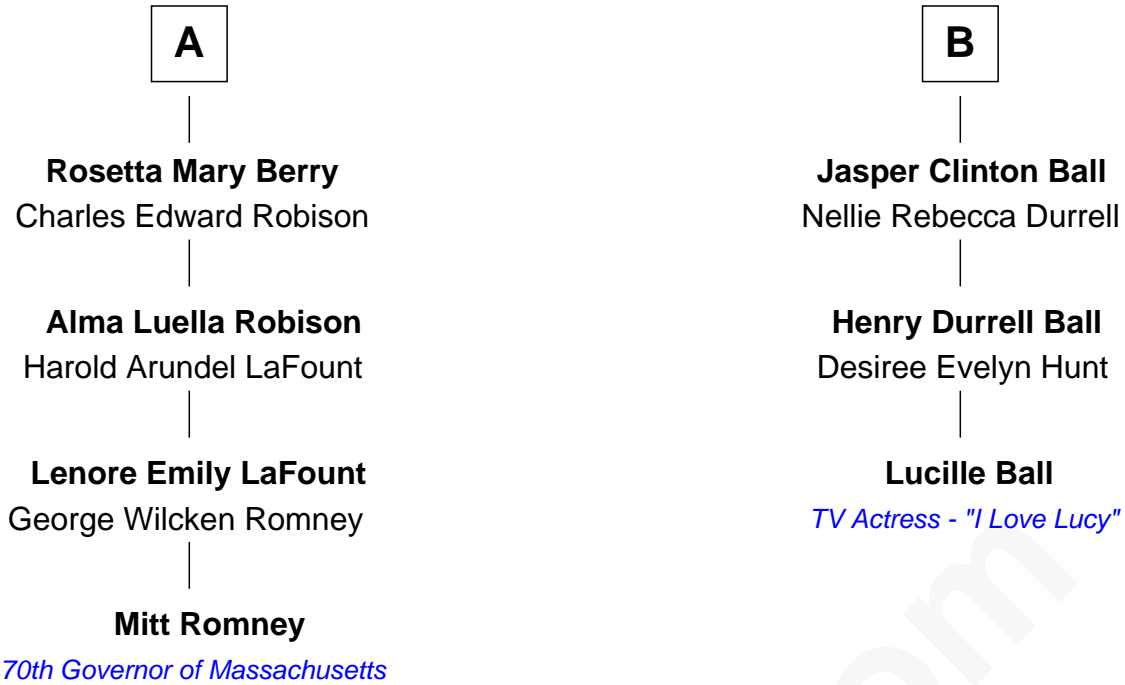 A
Rosetta Mary Berry
Charles Edward Robison
Alma Luella Robison
Harold Arundel LaFount
Lenore Emily LaFount
George Wilcken Romney
Mitt Romney
70th Governor of Massachusetts
B
Jasper Clinton Ball
Nellie Rebecca Durrell
Henry Durrell Ball
Desiree Evelyn Hunt
Lucille Ball
TV Actress - "I Love Lucy"
om